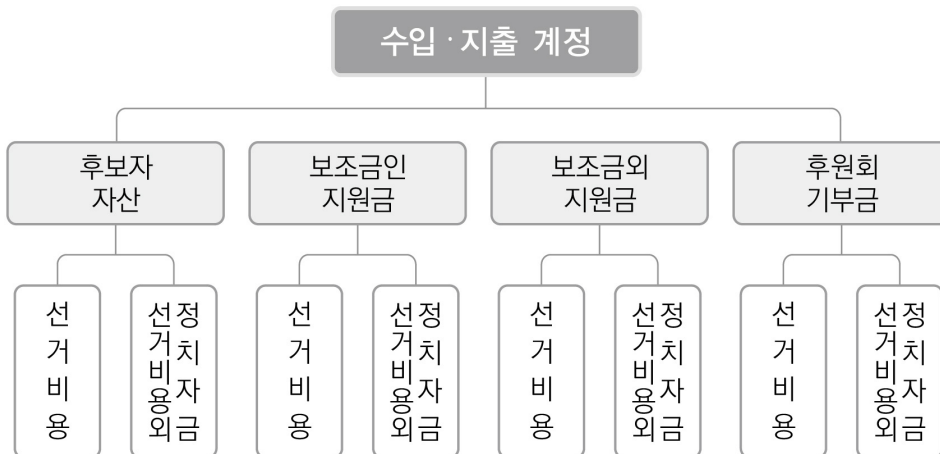 수입 · 지출 계정
후보자
자산
보조금인
지원금
보조금외
지원금
후원회
기부금
선거비용
선거비용외
정치자금
선거비용
선거비용외
정치자금
선거비용
선거비용외
정치자금
선거비용
선거비용외
정치자금